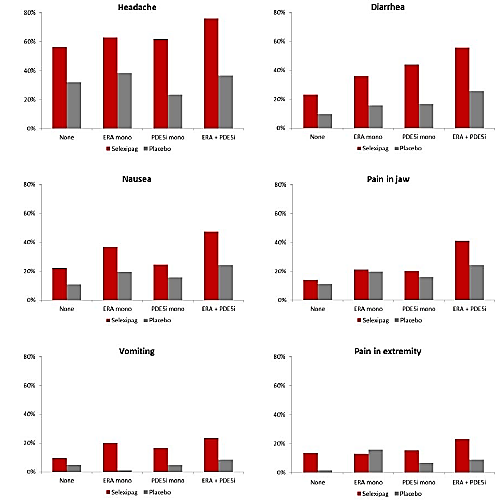 Headache
80%
60%
40%
20%
0%
None ERA mono PDE5i mono ERA + PDE5i
Selexipag Placebo
Diarrhea
80%
60%
40%
20%
0%
None ERA mono PDE5i mono ERA + PDE5i
Selexipag Placebo
Nausea
80%
60%
40%
20%
0%
None ERA mono PDE5i mono ERA + PDE5i
Selexipag Placebo
Pain in jaw
80%
60%
40%
20%
0%
None ERA mono PDE5i mono ERA + PDE5i
Selexipag Placebo
Vomiting
80%
60%
40%
20%
0%
None ERA mono PDE5i mono ERA + PDE5i
Selexipag Placebo
Pain in extremity
80%
60%
40%
20%
0%
None ERA mono PDE5i mono ERA + PDE5i
Selexipag Placebo